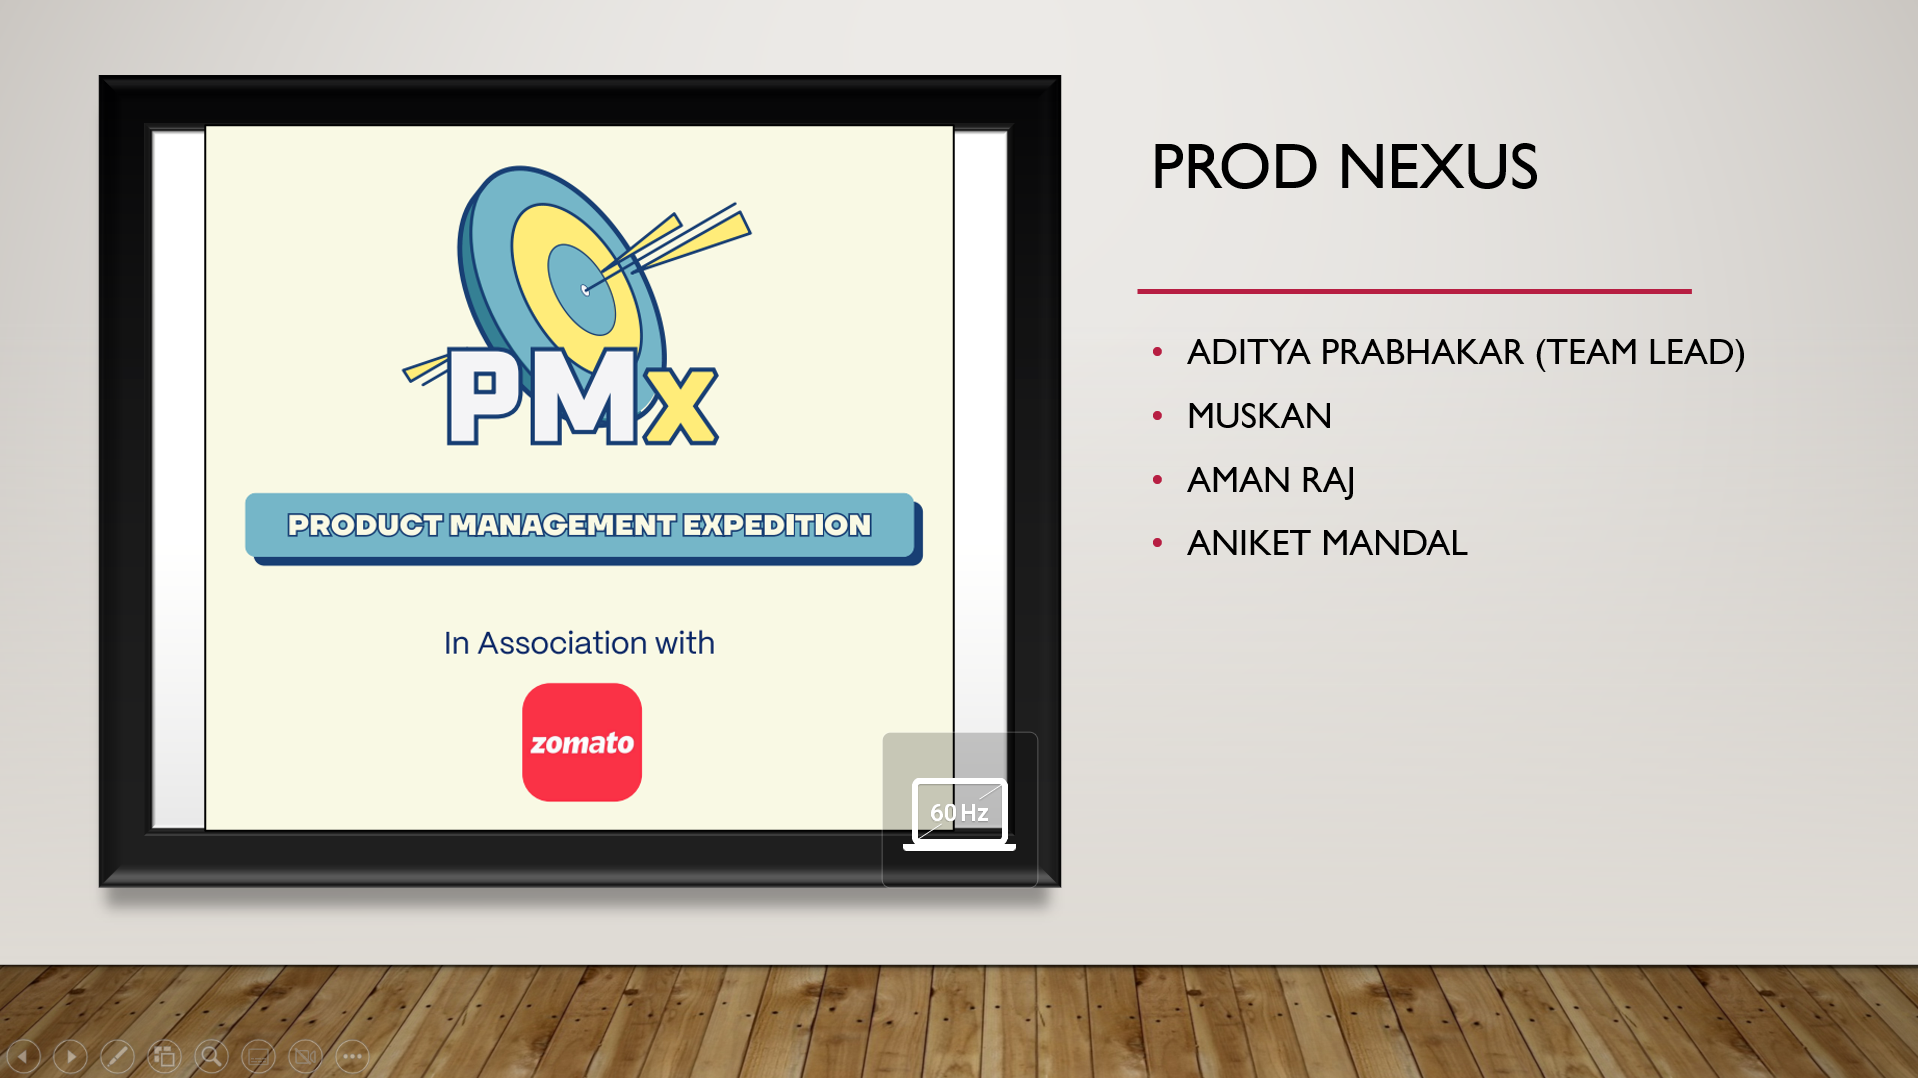 PMx
PRODUCT MANAGEMENT EXPEDITION
In Association with
zomato
60 Hz
PROD NEXUS
• ADITYA PRABHAKAR (TEAM LEAD)
• MUSKAN
• AMAN RAJ
• ANIKET MANDAL